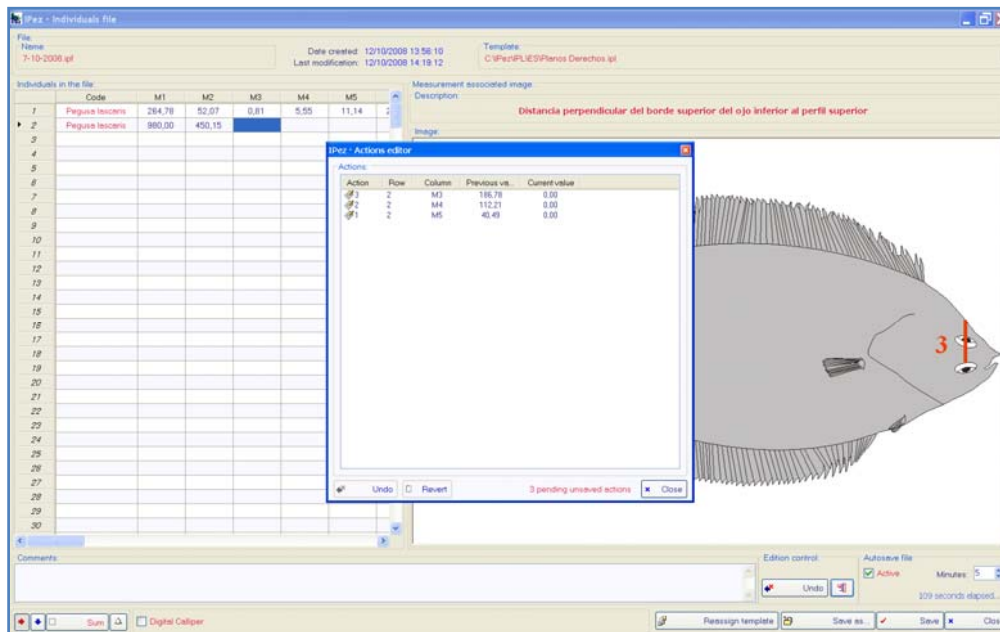 IPez - Individuals file
File:
Name:
7-10-2008.ipf
Date created: 12/10/2008 13:56:10
Last modification: 12/10/2008 14:19:12
Template:
C:\IPez\IPL\ES\Planos Derechos.ipl
Individuals in the file:
Code M1 M2 M3 M4 M5
1 Pegusa lascaris 264,78 52,07 0,81 5,55 11,14
2 Pegusa lascaris 980,00 450,15
3
4
5
6
7
8
9
10
11
12
13
14
15
16
17
18
19
20
21
22
23
24
25
26
27
28
29
30
Measurement associated image:
Description:
Distancia perpendicular del borde superior del ojo inferior al perfil superior
Image:
3
IPez - Actions editor
Actions:
Action Row Column Previous va... Current value
3 2 M3 186,78 0,00
2 2 M4 112,21 0,00
1 2 M5 40,49 0,00
Undo Revert 3 pending unsaved actions Close
Comments:
Edition control:
Undo
Autosave file
Active Minutes: 5
109 seconds elapsed...
Sum Digital Calliper Reassign template Save as... Save Clos